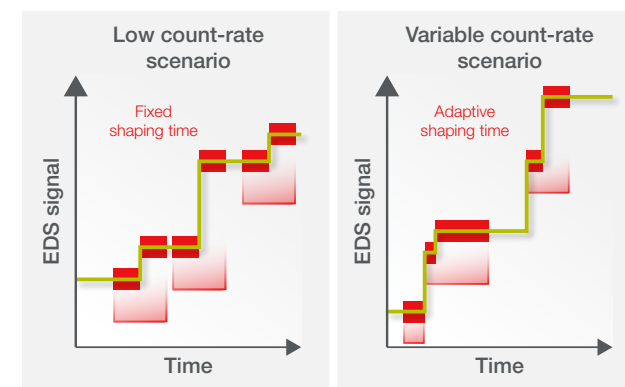 Low count-rate
scenario
Fixed
shaping time
EDS signal
Time
Variable count-rate
scenario
Adaptive
shaping time
EDS signal
Time